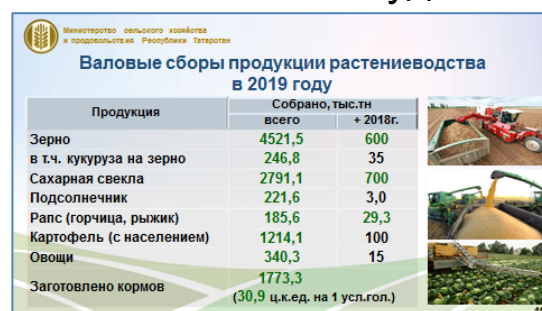 Министерство сельского хозяйства
и продовольствия Республики Татарстан
Валовые сборы продукции растениеводства
в 2019 году
Продукция Собрано, тыс.тн
всего + 2018г.
Зерно 4521,5 600
в т.ч. кукуруза на зерно 246,8 35
Сахарная свекла 2791,1 700
Подсолнечник 221,6 3,0
Рапс (горчица, рыжик) 185,6 29,3
Картофель (с населением) 1214,1 100
Овощи 340,3 15
Заготовлено кормов 1773,3
(30,9 ц.к.ед. на 1 усл.гол.)